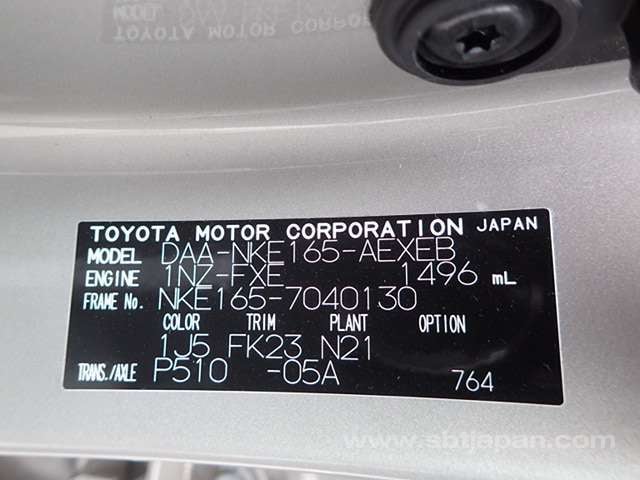 TOYOTA MOTOR CORPORATION JAPAN
MODEL DAA-NKE165-AEXEB
ENGINE 1NZ-FXE 1496 mL
FRAME No. NKE165-7040130
COLOR TRIM PLANT OPTION
1J5 FK23 N21
TRANS./AXLE P510 -05A 764
www.sbtjapan.com